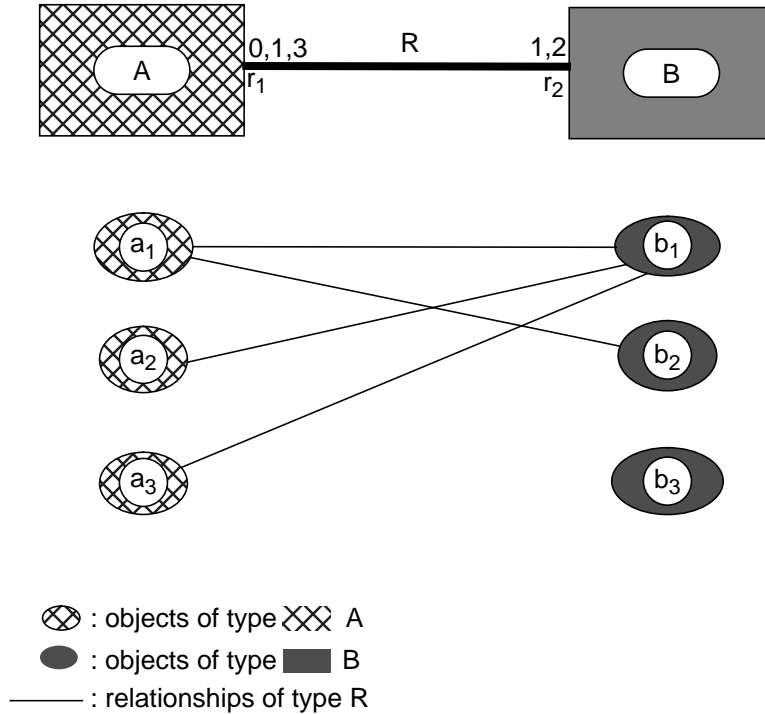 0,1,3 R 1,2
A B
r1 r2
a1 b1
a2 b2
a3 b3
: objects of type A
: objects of type B
: relationships of type R